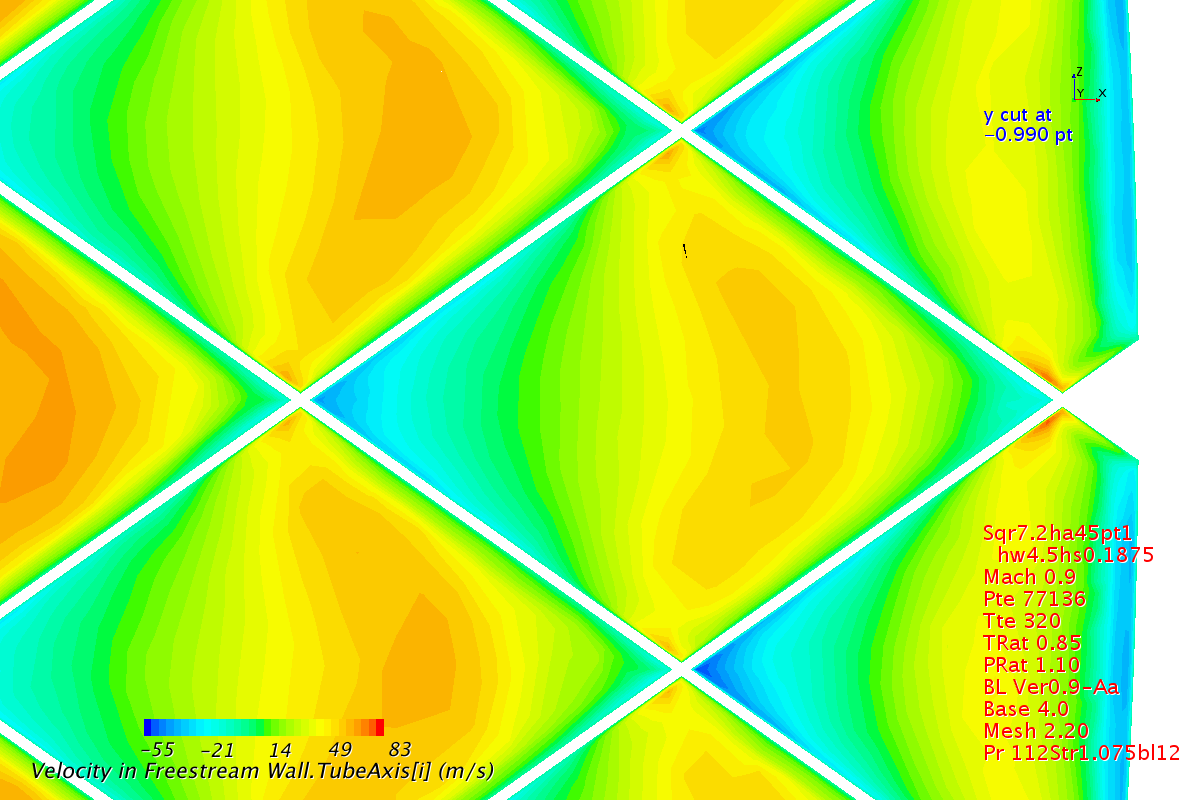 Z
Y X
y cut at
−0.990 pt
Sqr7.2ha45pt1
hw4.5hs0.1875
Mach 0.9
Pte 77136
Tte 320
TRat 0.85
PRat 1.10
BL Ver0.9-Aa
Base 4.0
Mesh 2.20
Pr 112Str1.075bl12
−55 −21 14 49 83
Velocity in Freestream Wall.TubeAxis[i] (m/s)